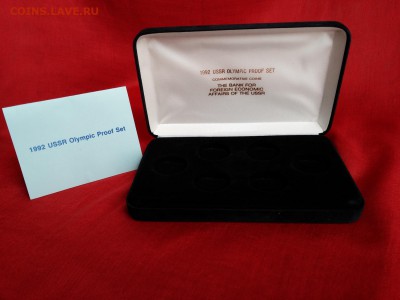 COINS.LAVE.RU
1992 USSR OLYMPIC PROOF SET
COMMEMORATIVE COINS
THE BANK FOR
FOREIGN ECONOMIC
AFFAIRS OF THE USSR
1992 USSR Olympic Proof Set